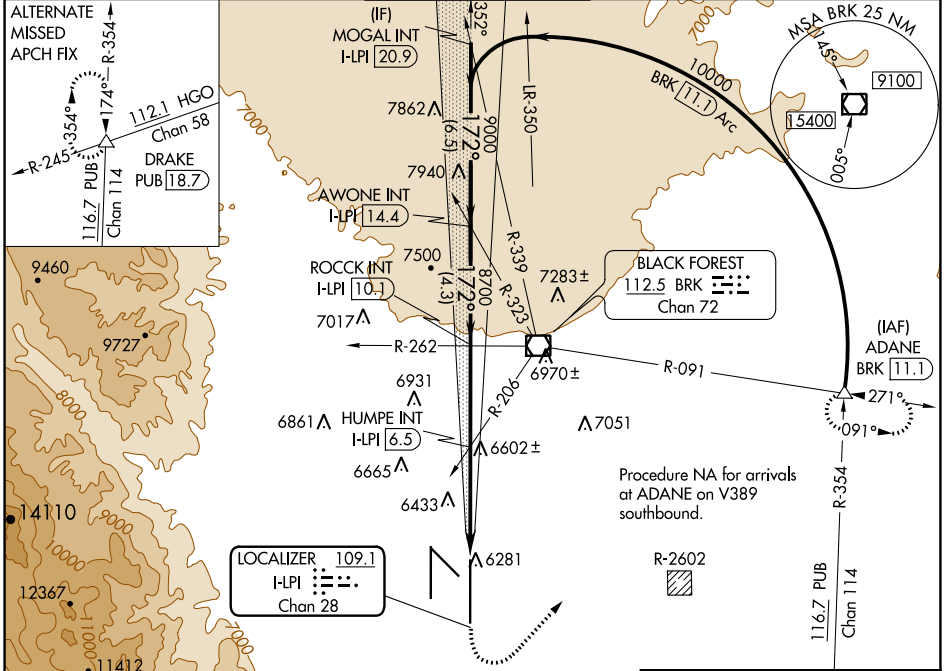 ALTERNATE
MISSED
APCH FIX
R-354
354°
174°
112.1 HGO
Chan 58
R-245
DRAKE
PUB 18.7
116.7 PUB
Chan 114
(IF)
MOGAL INT
I-LPI 20.9
352°
7000
7000
MSA BRK 25 NM
145°
9100
15400
005°
10000
BRK 11.1 Arc
LR-350
7862
172°
(6.5)
9000
7940
AWONE INT
I-LPI 14.4
R-339
R-323
7500
172°
(4.3)
8700
ROCCK INT
I-LPI 10.1
7283±
BLACK FOREST
112.5 BRK
Chan 72
7017
R-262
6970±
R-091
(IAF)
ADANE
BRK 11.1
271°
091°
9460
9727
8000
6931
R-206
6861
HUMPE INT
I-LPI 6.5
7051
6602±
6665
6433
Procedure NA for arrivals
at ADANE on V389
southbound.
R-354
14110
9000
10000
LOCALIZER 109.1
I-LPI
Chan 28
6281
R-2602
12367
11000
7000
11412
116.7 PUB
Chan 114